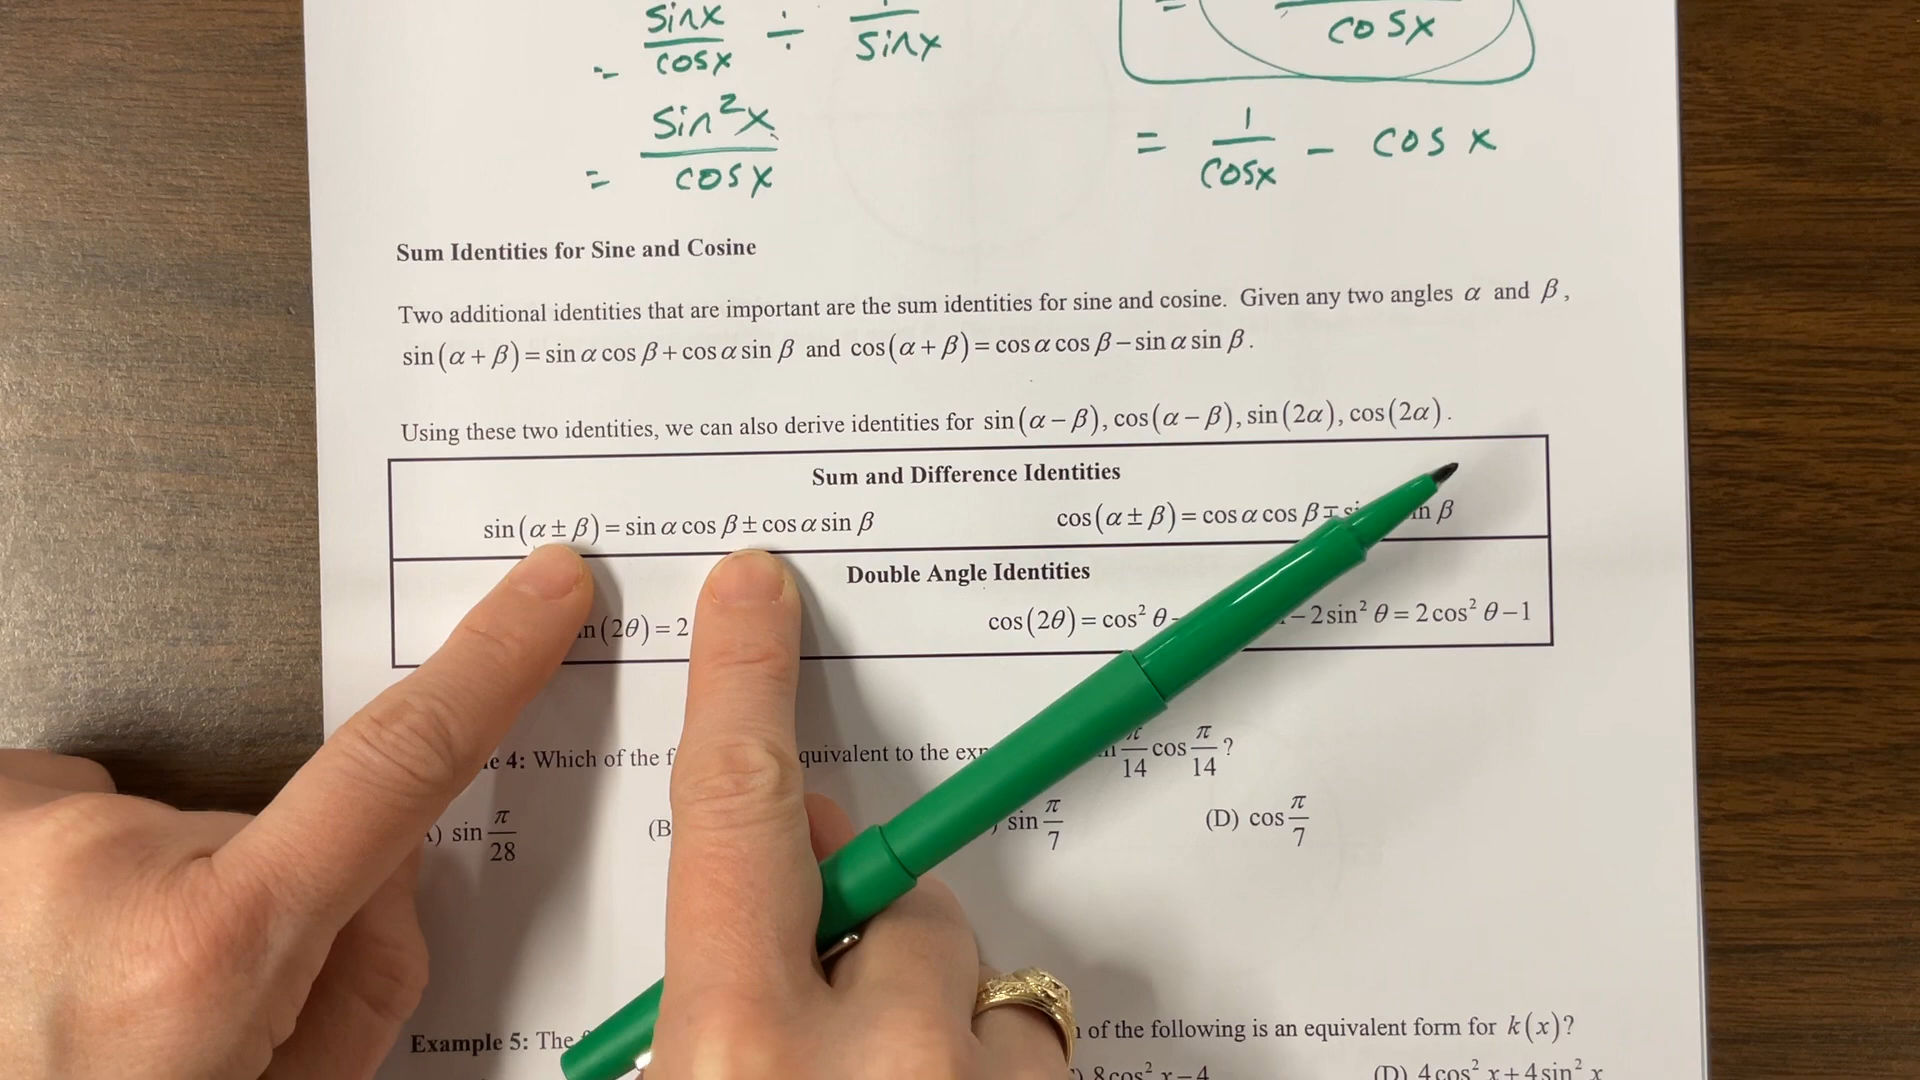 = sinx/cosx ÷ 1/sinx
= cosx
= sin²x/cosx
= 1/cosx - cos x
Sum Identities for Sine and Cosine
Two additional identities that are important are the sum identities for sine and cosine. Given any two angles α and β,
sin(α + β) = sin α cos β + cos α sin β and cos(α + β) = cos α cos β − sin α sin β.
Using these two identities, we can also derive identities for sin(α − β), cos(α − β), sin(2α), cos(2α).
Sum and Difference Identities
sin(α ± β) = sin α cos β ± cos α sin β cos(α ± β) = cos α cos β ∓ β
Double Angle Identities
(2θ) = 2 cos(2θ) = cos² θ − 2 sin² θ = 2 cos² θ − 1
4: Which of the equivalent to the π/14 cos π/14 ?
sin π/28 (B sin π/7 (D) cos π/7
Example 5: The of the following is an equivalent form for k(x)?
8cos² x − 4 (D) 4cos² x + 4sin² x